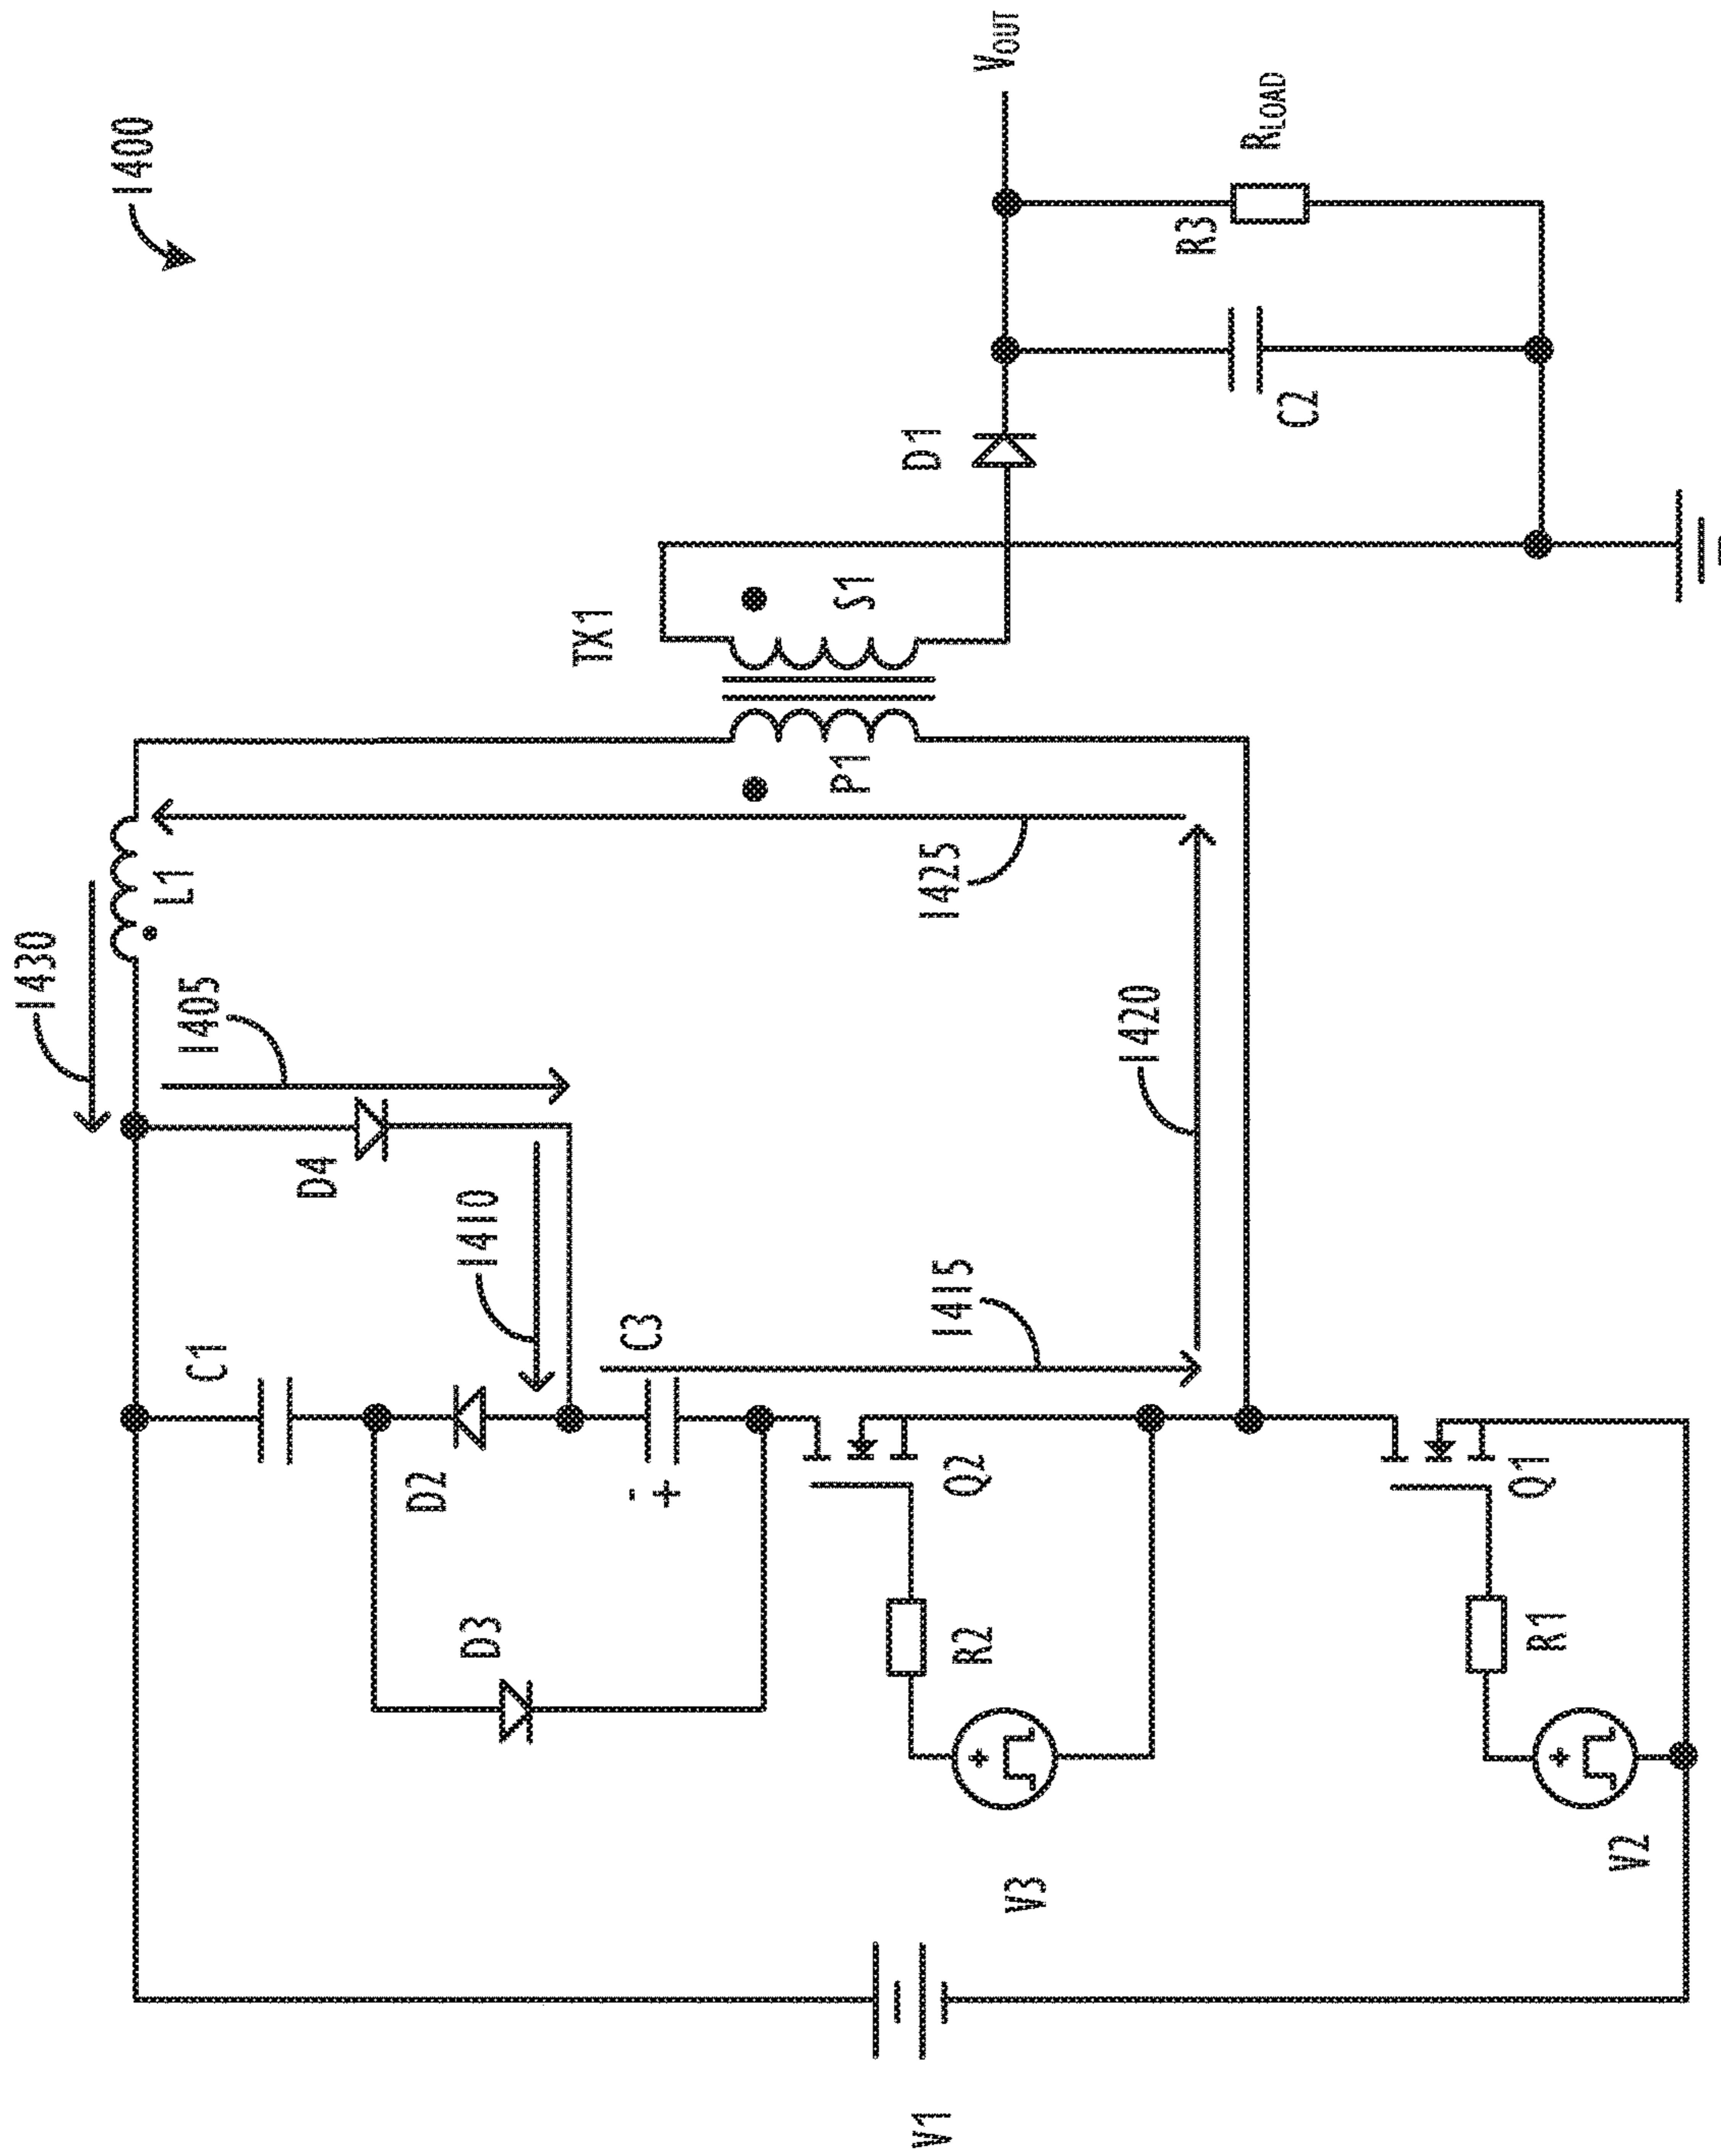 1400
1430
L1
1405
D4
1410
C1
D2
D3
C3
- +
1415
1420
1425
TX1
P1
S1
D1
VOUT
R3
RLOAD
C2
Q2
R2
+
V3
Q1
R1
+
V2
V1